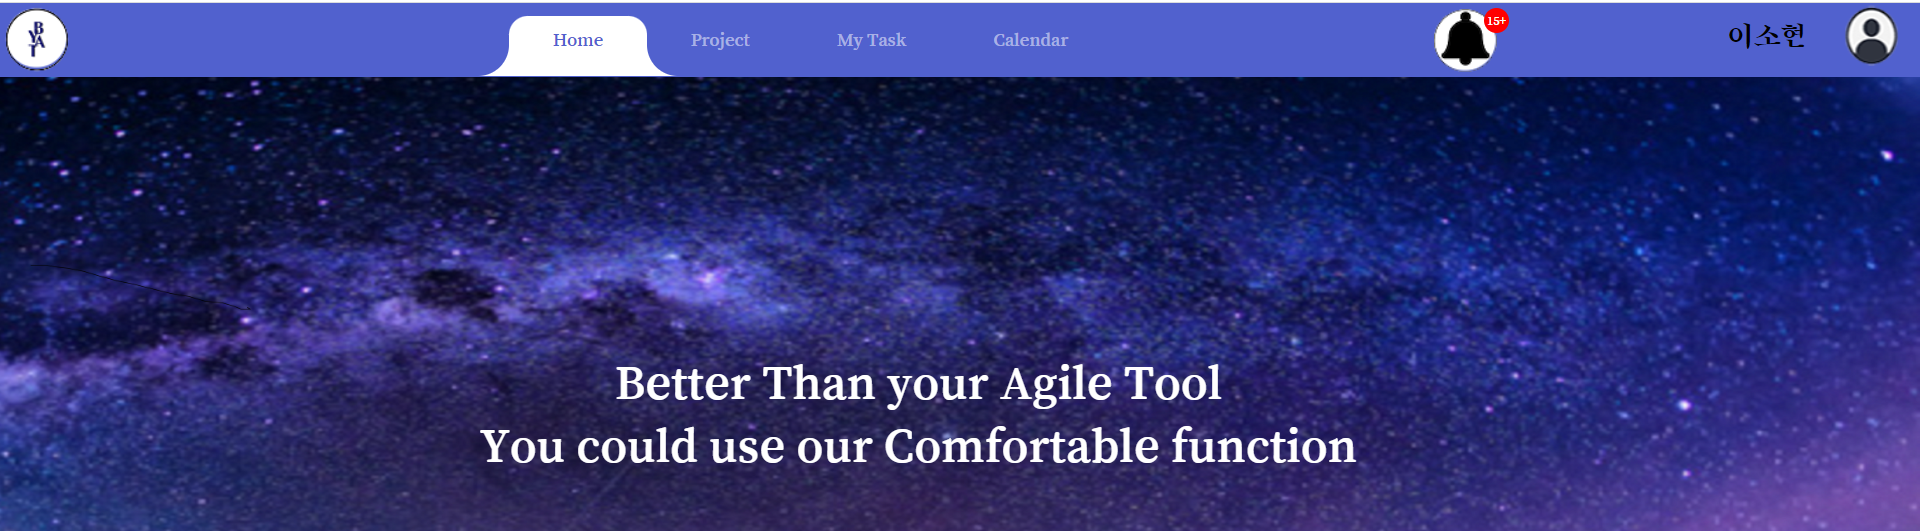 BYAT
Home
Project
My Task
Calendar
15+
이소현
Better Than your Agile Tool
You could use our Comfortable function